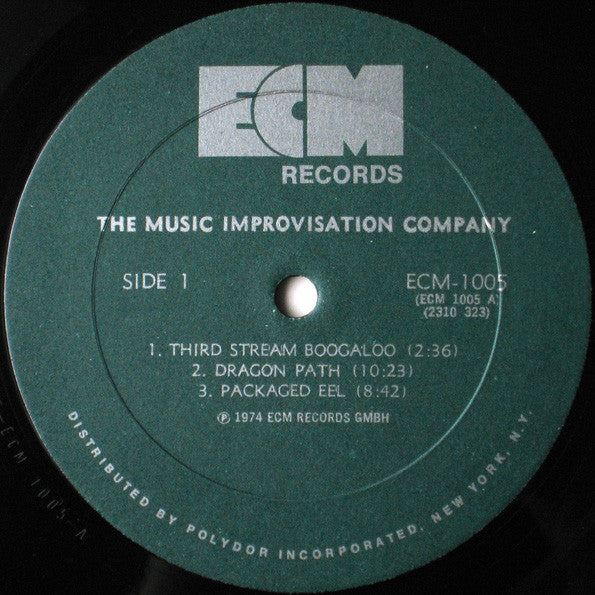 ECM
RECORDS
THE MUSIC IMPROVISATION COMPANY
SIDE 1
ECM-1005
(ECM 1005 A)
(2310 323)
1. THIRD STREAM BOOGALOO (2:36)
2. DRAGON PATH (10:23)
3. PACKAGED EEL (8:42)
℗ 1974 ECM RECORDS GMBH
DISTRIBUTED BY POLYDOR INCORPORATED, NEW YORK, N.Y.
ECM 1005-A